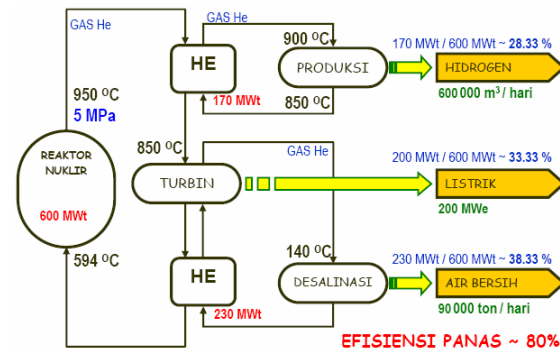 GAS He
GAS He
900 °C
170 MWt / 600 MWt ~ 28.33 %
HE
PRODUKSI
HIDROGEN
950 °C
5 MPa
170 MWt
850 °C
600 000 m³ / hari
850 °C
GAS He
200 MWt / 600 MWt ~ 33.33 %
REAKTOR
NUKLIR
600 MWt
TURBIN
LISTRIK
200 MWe
594 °C
140 °C
230 MWt / 600 MWt ~ 38.33 %
HE
DESALINASI
AIR BERSIH
230 MWt
90 000 ton / hari
EFISIENSI PANAS ~ 80%